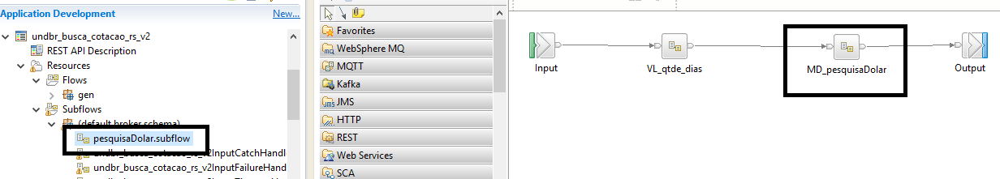 Application Development
New...
undbr_busca_cotacao_rs_v2
REST API Description
Resources
Flows
gen
Subflows
(default broker schema)
pesquisaDolar.subflow
undbr_busca_cotacao_rs_v2InputCatchHandl
undbr_busca_cotacao_rs_v2InputFailureHand
Favorites
WebSphere MQ
MQTT
Kafka
JMS
HTTP
REST
Web Services
SCA
Input
VL_qtde_dias
MD_pesquisaDolar
Output